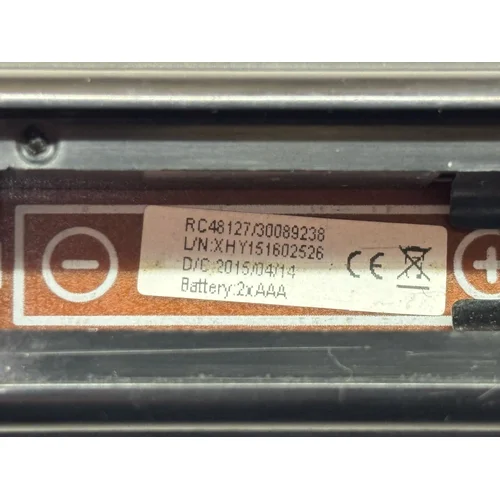 RC48127/30089238
L/N:XHY151602526
D/C:2015/04/14
Battery:2xAAA
CE